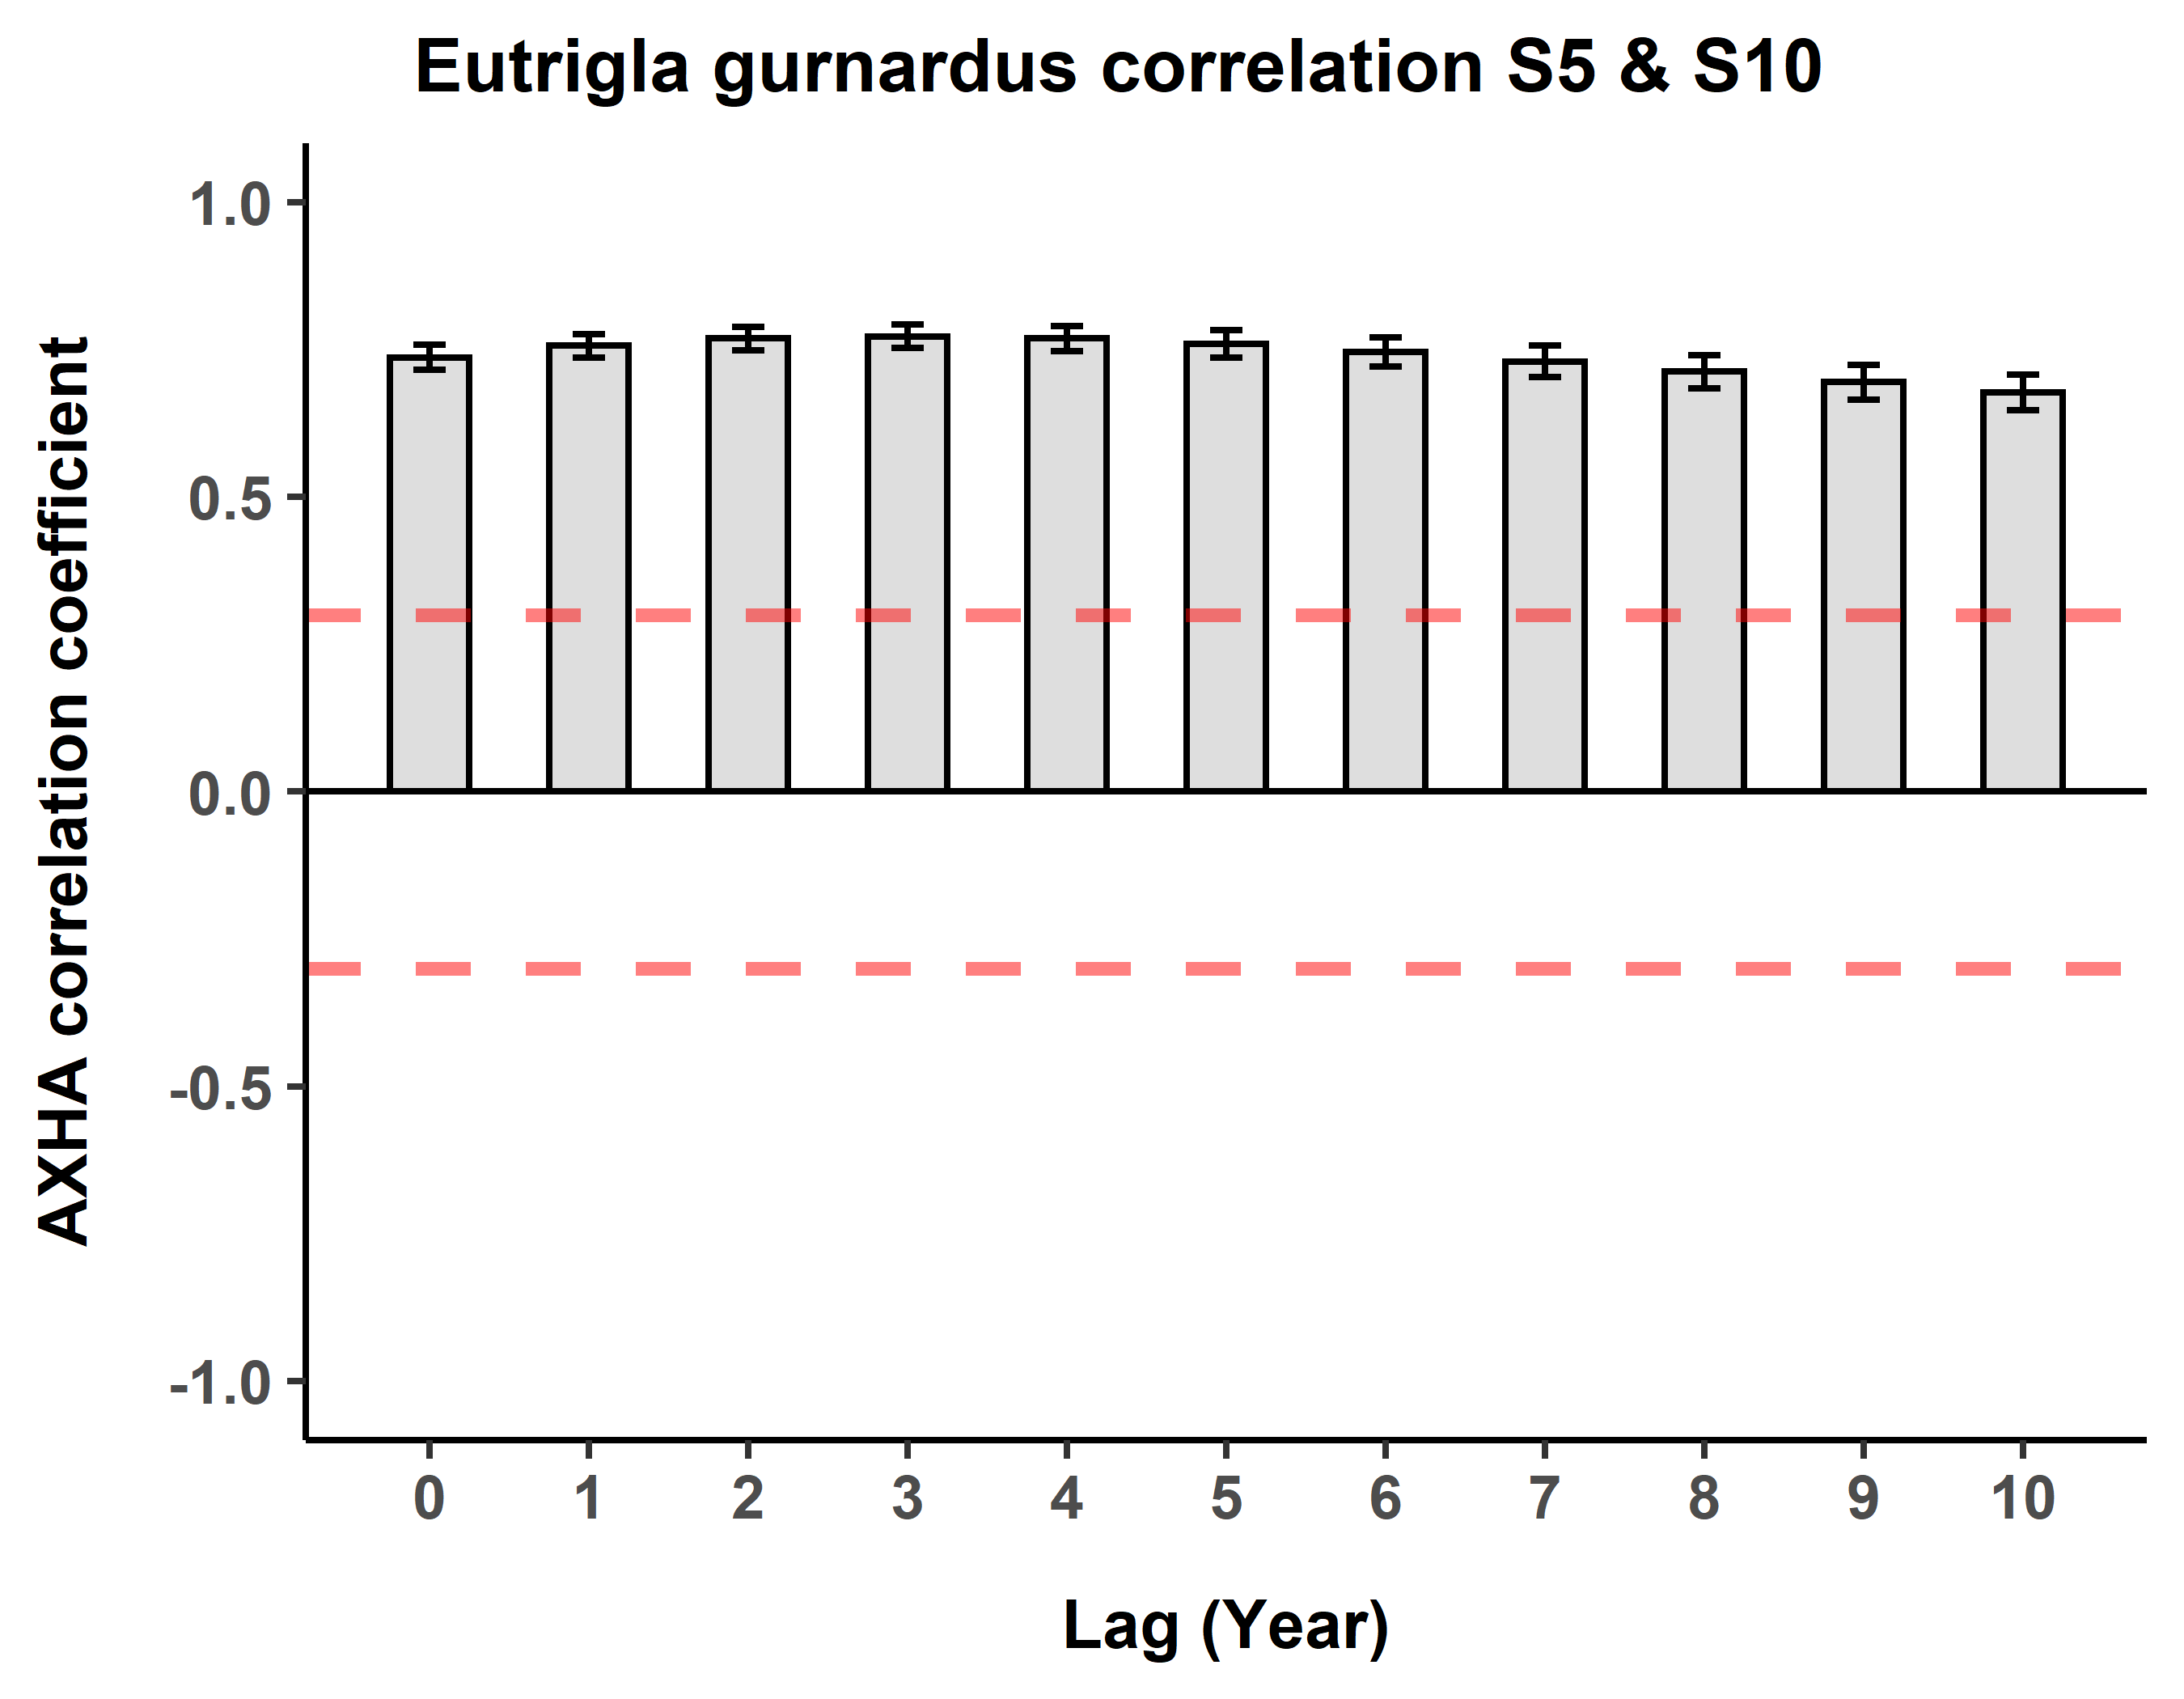 Eutrigla gurnardus correlation S5 & S10
AXHA correlation coefficient
1.0
0.5
0.0
-0.5
-1.0
0 1 2 3 4 5 6 7 8 9 10
Lag (Year)